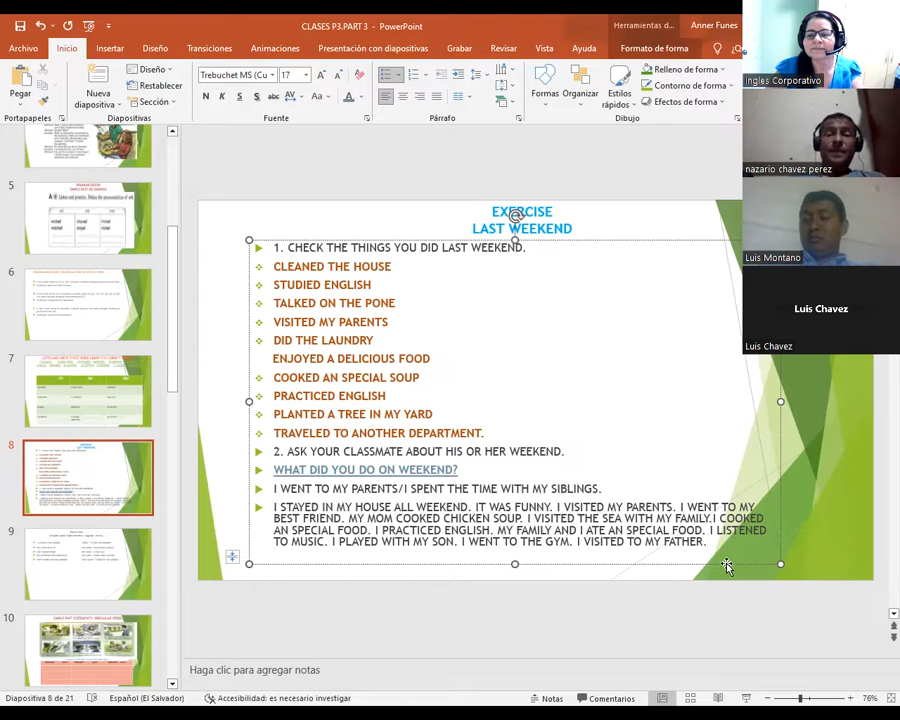 CLASES P3.PART 3 - PowerPoint
Herramientas d...
Anner Funes
Archivo
Inicio
Insertar
Diseño
Transiciones
Animaciones
Presentación con diapositivas
Grabar
Revisar
Vista
Ayuda
Formato de forma
Pegar
Nueva
diapositiva
Diseño
Restablecer
Sección
Trebuchet MS (Cu
17
N K S S abc AV Aa A
Formas
Organizar
Estilos
rápidos
Relleno de forma
Contorno de forma
Efectos de forma
Portapapeles
Diapositivas
Fuente
Párrafo
Dibujo
Ingles Corporativo
nazario chavez perez
Luis Montano
Luis Chavez
Luis Chavez
5
6
7
8
9
10
EXERCISE
LAST WEEKEND
1. CHECK THE THINGS YOU DID LAST WEEKEND.
CLEANED THE HOUSE
STUDIED ENGLISH
TALKED ON THE PONE
VISITED MY PARENTS
DID THE LAUNDRY
ENJOYED A DELICIOUS FOOD
COOKED AN SPECIAL SOUP
PRACTICED ENGLISH
PLANTED A TREE IN MY YARD
TRAVELED TO ANOTHER DEPARTMENT.
2. ASK YOUR CLASSMATE ABOUT HIS OR HER WEEKEND.
WHAT DID YOU DO ON WEEKEND?
I WENT TO MY PARENTS/I SPENT THE TIME WITH MY SIBLINGS.
I STAYED IN MY HOUSE ALL WEEKEND. IT WAS FUNNY. I VISITED MY PARENTS. I WENT TO MY
BEST FRIEND. MY MOM COOKED CHICKEN SOUP. I VISITED THE SEA WITH MY FAMILY.I COOKED
AN SPECIAL FOOD. I PRACTICED ENGLISH. MY FAMILY AND I ATE AN SPECIAL FOOD. I LISTENED
TO MUSIC. I PLAYED WITH MY SON. I WENT TO THE GYM. I VISITED TO MY FATHER.
Haga clic para agregar notas
Diapositiva 8 de 21
Español (El Salvador)
Accesibilidad: es necesario investigar
Notas
Comentarios
76%